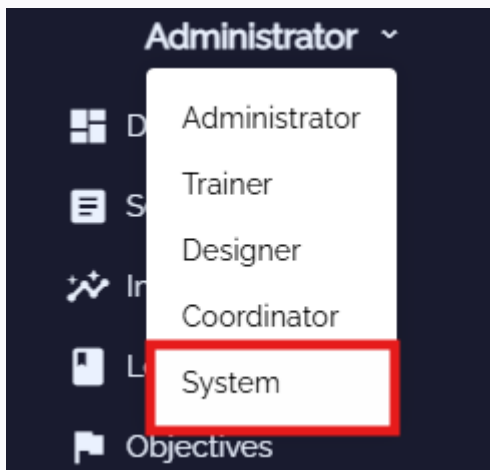 Administrator
Administrator
Trainer
Designer
Coordinator
System
Objectives